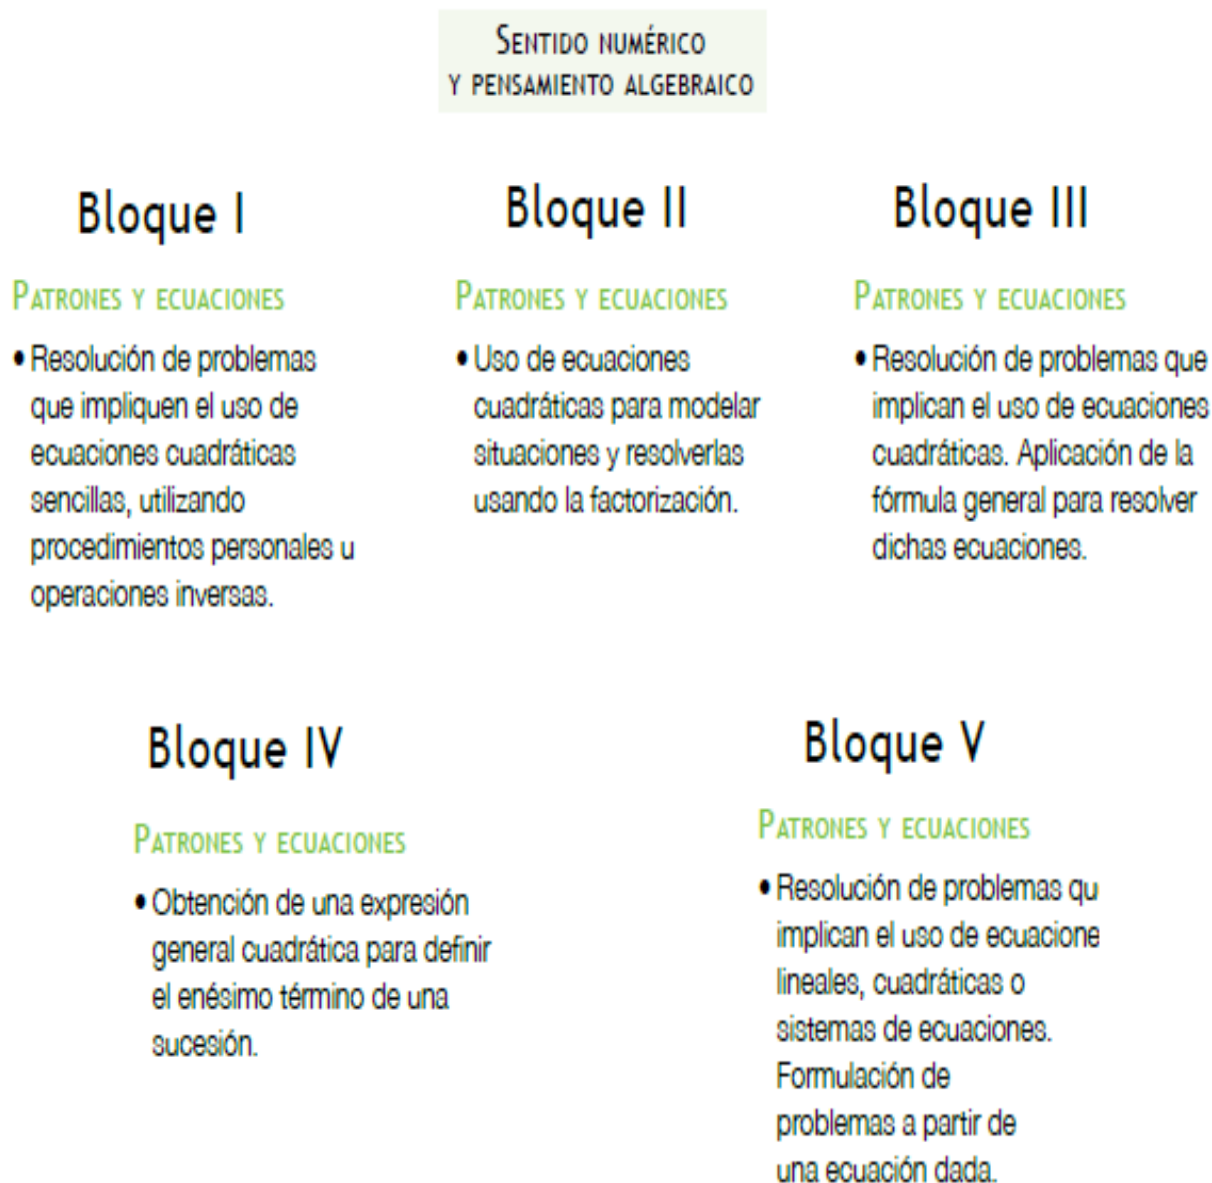 SENTIDO NUMÉRICO
Y PENSAMIENTO ALGEBRAICO
Bloque I
PATRONES Y ECUACIONES
• Resolución de problemas
que impliquen el uso de
ecuaciones cuadráticas
sencillas, utilizando
procedimientos personales u
operaciones inversas.
Bloque II
PATRONES Y ECUACIONES
• Uso de ecuaciones
cuadráticas para modelar
situaciones y resolverlas
usando la factorización.
Bloque III
PATRONES Y ECUACIONES
• Resolución de problemas que
implican el uso de ecuaciones
cuadráticas. Aplicación de la
fórmula general para resolver
dichas ecuaciones.
Bloque IV
PATRONES Y ECUACIONES
• Obtención de una expresión
general cuadrática para definir
el enésimo término de una
sucesión.
Bloque V
PATRONES Y ECUACIONES
• Resolución de problemas qu
implican el uso de ecuacione
lineales, cuadráticas o
sistemas de ecuaciones.
Formulación de
problemas a partir de
una ecuación dada.